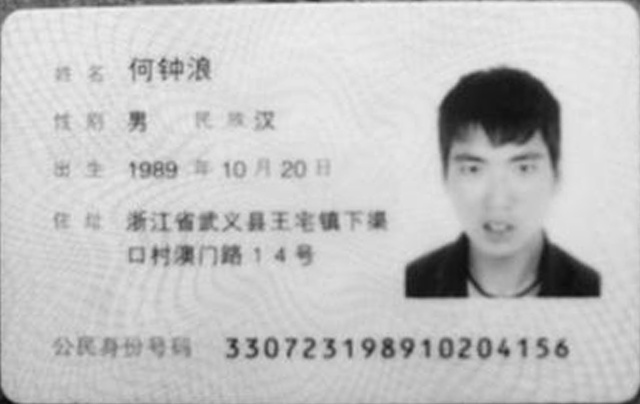 姓名 何钟浪
性别 男 民族 汉
出生 1989 年 10 月 20 日
住址 浙江省武义县王宅镇下渠
口村澳门路14号
公民身份号码 330723198910204156